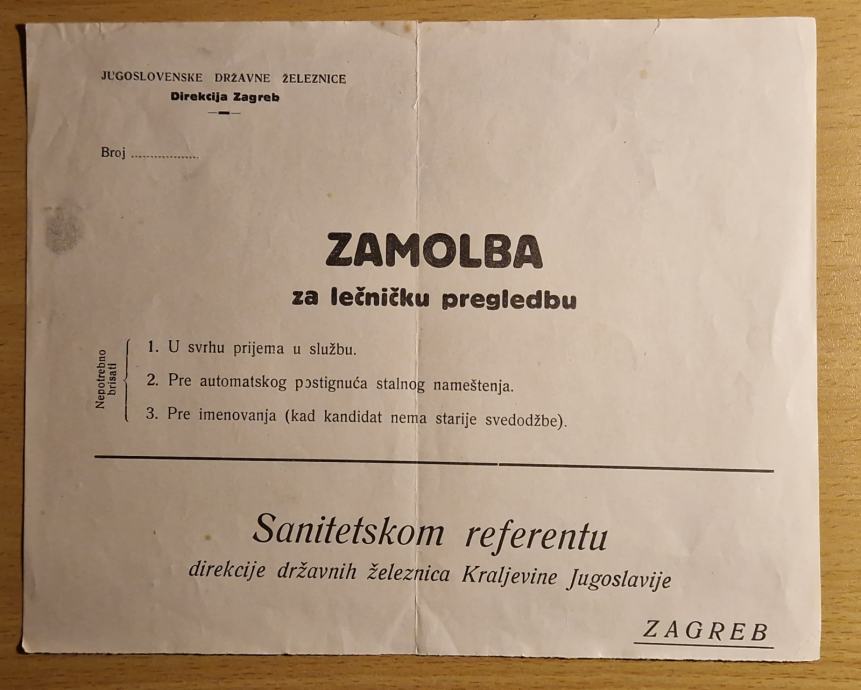 JUGOSLOVENSKE DRŽAVNE ŽELEZNICE
Direkcija Zagreb
Broj ..................
ZAMOLBA
za lečničku pregledbu
Nepotrebno
brisati
1. U svrhu prijema u službu.
2. Pre automatskog postignuća stalnog nameštenja.
3. Pre imenovanja (kad kandidat nema starije svedodžbe).
Sanitetskom referentu
direkcije državnih železnica Kraljevine Jugoslavije
ZAGREB